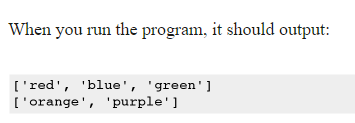 When you run the program, it should output:
['red', 'blue', 'green']
['orange', 'purple']